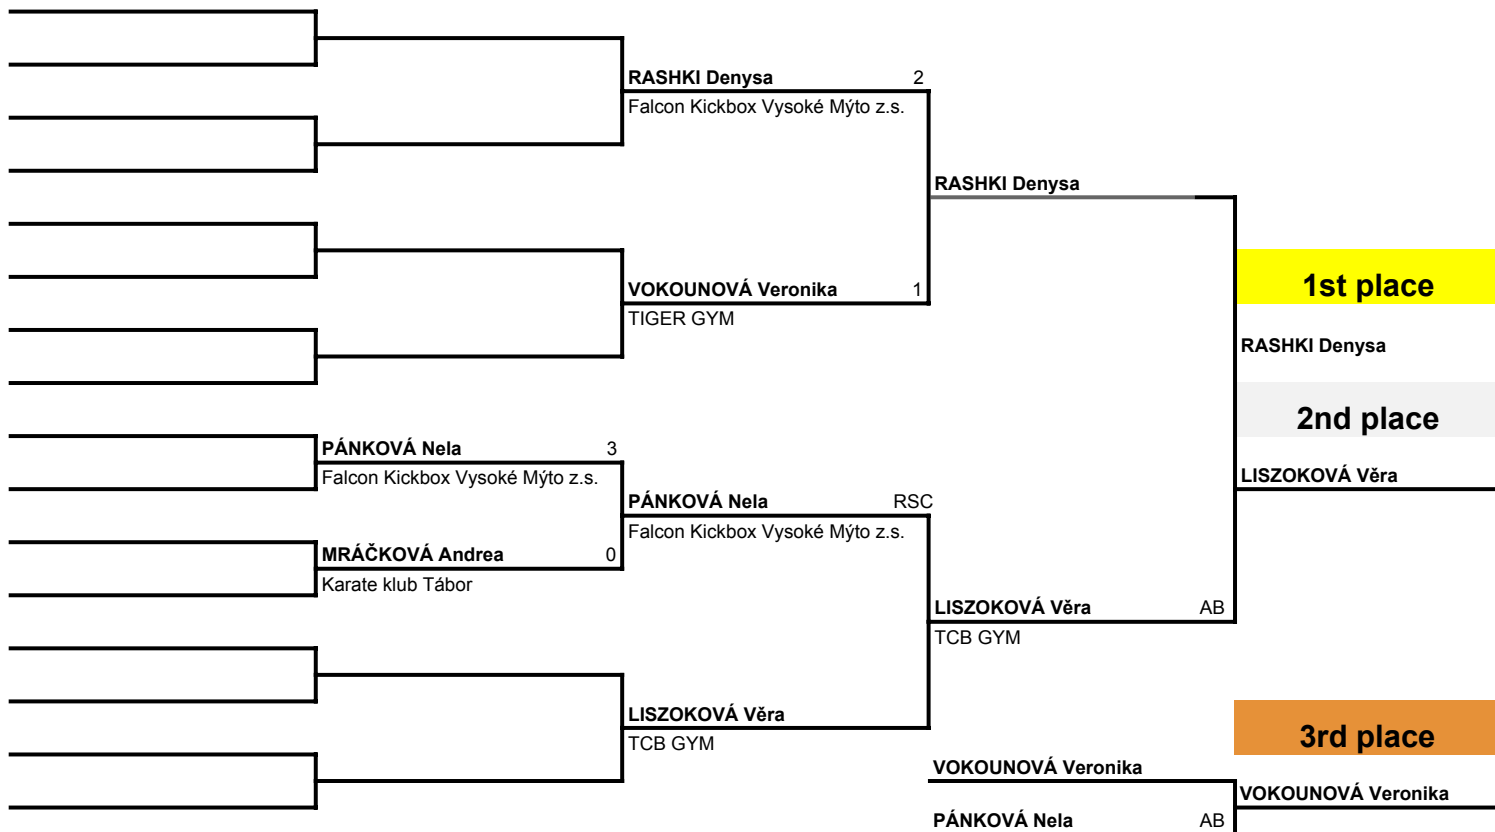 RASHKI Denysa 2
Falcon Kickbox Vysoké Mýto z.s.
RASHKI Denysa
VOKOUNOVÁ Veronika 1
TIGER GYM
1st place
RASHKI Denysa
2nd place
LISZOKOVÁ Věra
PÁNKOVÁ Nela 3
Falcon Kickbox Vysoké Mýto z.s.
PÁNKOVÁ Nela RSC
Falcon Kickbox Vysoké Mýto z.s.
MRÁČKOVÁ Andrea 0
Karate klub Tábor
LISZOKOVÁ Věra AB
TCB GYM
LISZOKOVÁ Věra
TCB GYM
3rd place
VOKOUNOVÁ Veronika
VOKOUNOVÁ Veronika
PÁNKOVÁ Nela AB